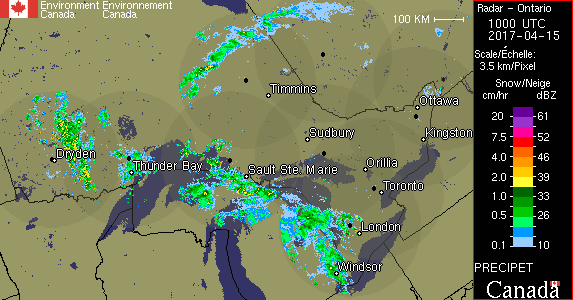 Environment Environnement
Canada Canada
100 KM
Timmins
Ottawa
Sudbury
Kingston
Dryden
Thunder Bay
Sault Ste. Marie
Orillia
Toronto
London
Windsor
Radar - Ontario
1000 UTC
2017-04-15
Scale/Échelle:
3.5 km/Pixel
Snow/Neige
cm/hr dBZ
20 61
7.5 52
4.0 46
2.0 39
1.0 33
0.5 26
0.1 10
PRECIPET
Canada